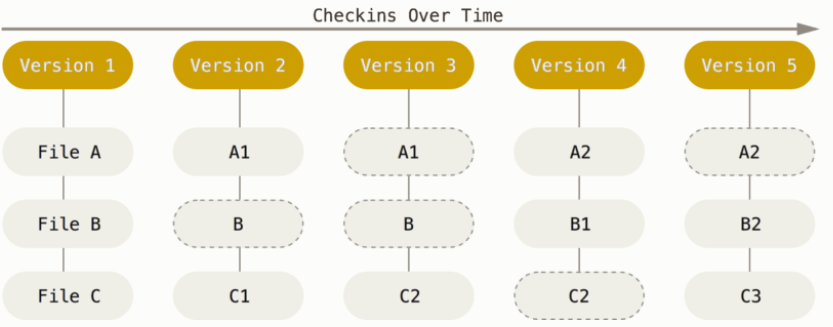 Checkins Over Time
Version 1 Version 2 Version 3 Version 4 Version 5
File A A1 A1 A2 A2
File B B B B1 B2
File C C1 C2 C2 C3